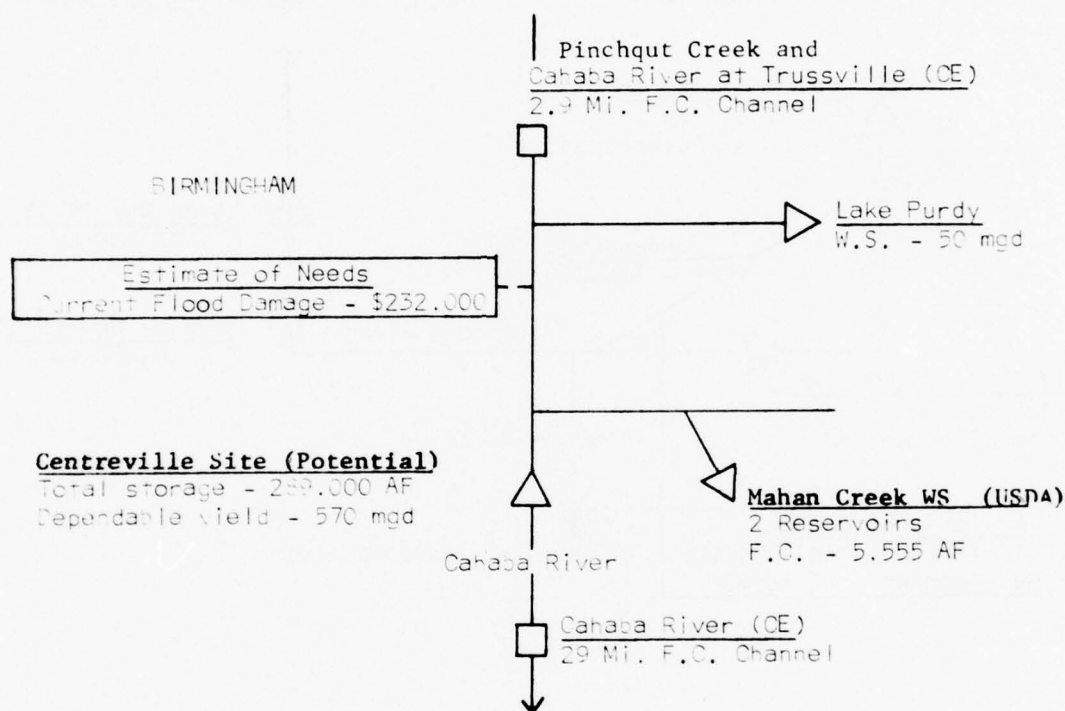 Pinchqut Creek and
Cahaba River at Trussville (CE)
2.9 Mi. F.C. Channel
BIRMINGHAM
Lake Purdy
W.S. - 50 mgd
Estimate of Needs
Current Flood Damage - $232.000
Centreville Site (Potential)
Total storage - AF
Dependable yield - 570 mgd
Mahan Creek WS (USDA)
2 Reservoirs
F.C. - 5.555 AF
Cahaba River
Cahaba River (CE)
29 Mi. F.C. Channel